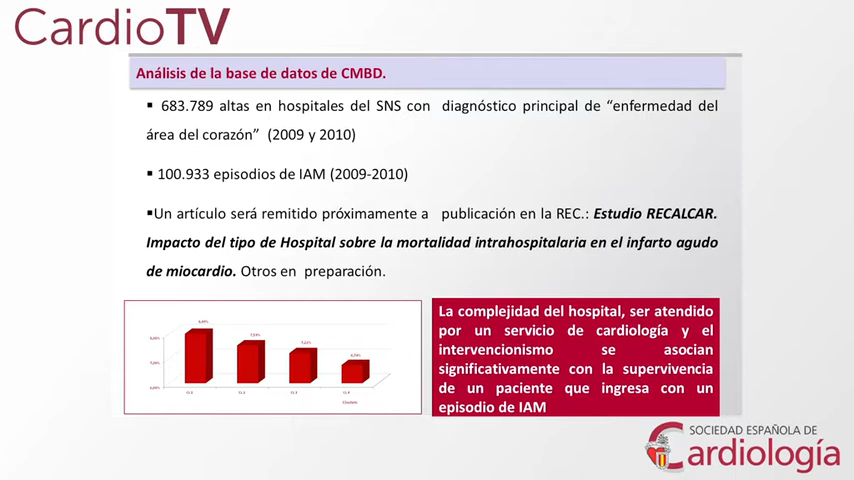 CardioTV
Análisis de la base de datos de CMBD.
▪ 683.789 altas en hospitales del SNS con diagnóstico principal de “enfermedad del
área del corazón” (2009 y 2010)
▪ 100.933 episodios de IAM (2009-2010)
▪Un artículo será remitido próximamente a publicación en la REC.: Estudio RECALCAR.
Impacto del tipo de Hospital sobre la mortalidad intrahospitalaria en el infarto agudo
de miocardio. Otros en preparación.
La complejidad del hospital, ser atendido
por un servicio de cardiología y el
intervencionismo se asocian
significativamente con la supervivencia
de un paciente que ingresa con un
episodio de IAM
SOCIEDAD ESPAÑOLA DE
Cardiología